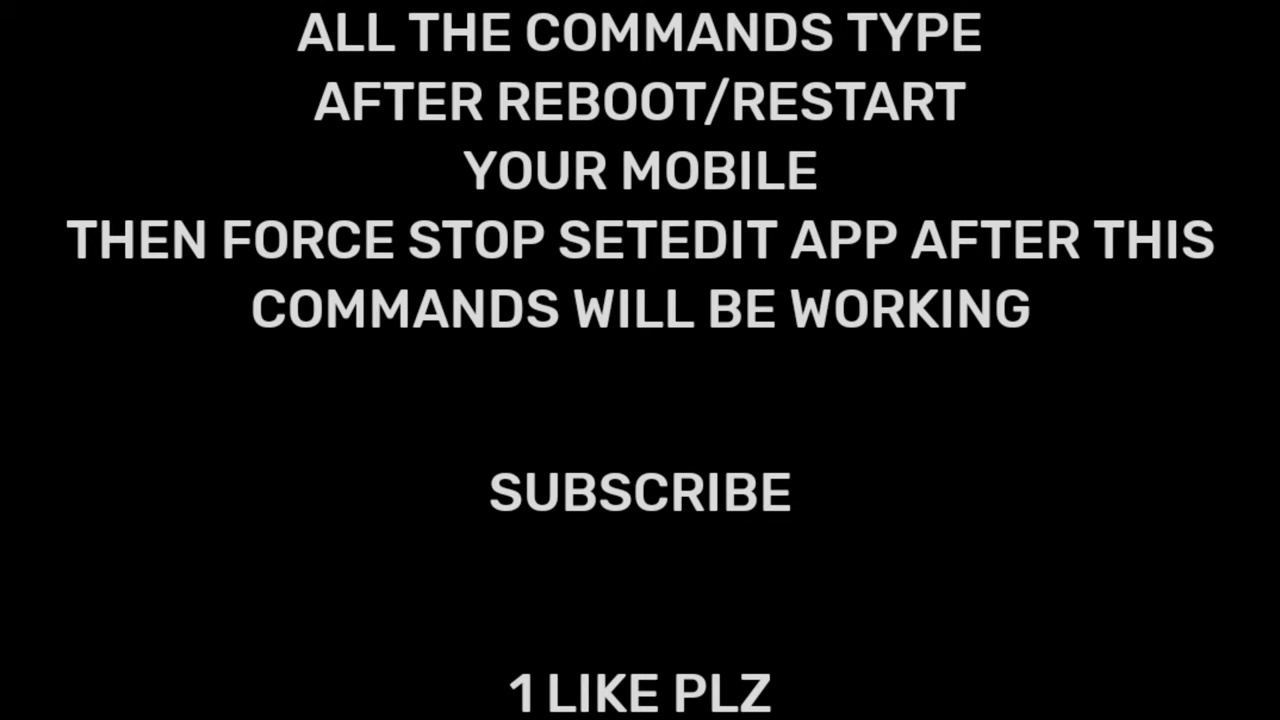 ALL THE COMMANDS TYPE
AFTER REBOOT/RESTART
YOUR MOBILE
THEN FORCE STOP SETEDIT APP AFTER THIS
COMMANDS WILL BE WORKING
SUBSCRIBE
1 LIKE PLZ